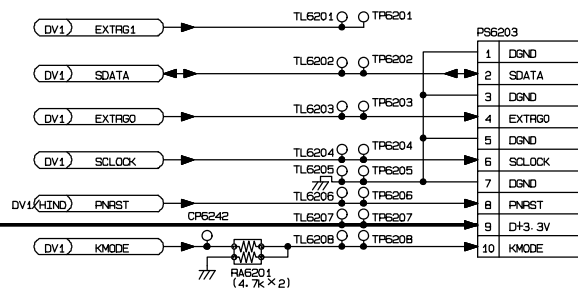 TL6201 TP6201
DV1 EXTRG1
PS6203
1 DGND
TL6202 TP6202
DV1 SDATA
2 SDATA
3 DGND
TL6203 TP6203
DV1 EXTRG0
4 EXTRG0
5 DGND
TL6204 TP6204
DV1 SCLOCK
6 SCLOCK
TL6205 TP6205
7 DGND
TL6206 TP6206
DV1(HIND) PNRST
8 PNRST
CP6242
TL6207 TP6207
9 D+3.3V
DV1 KMODE
TL6208 TP6208
10 KMODE
RA6201
(4.7k×2)